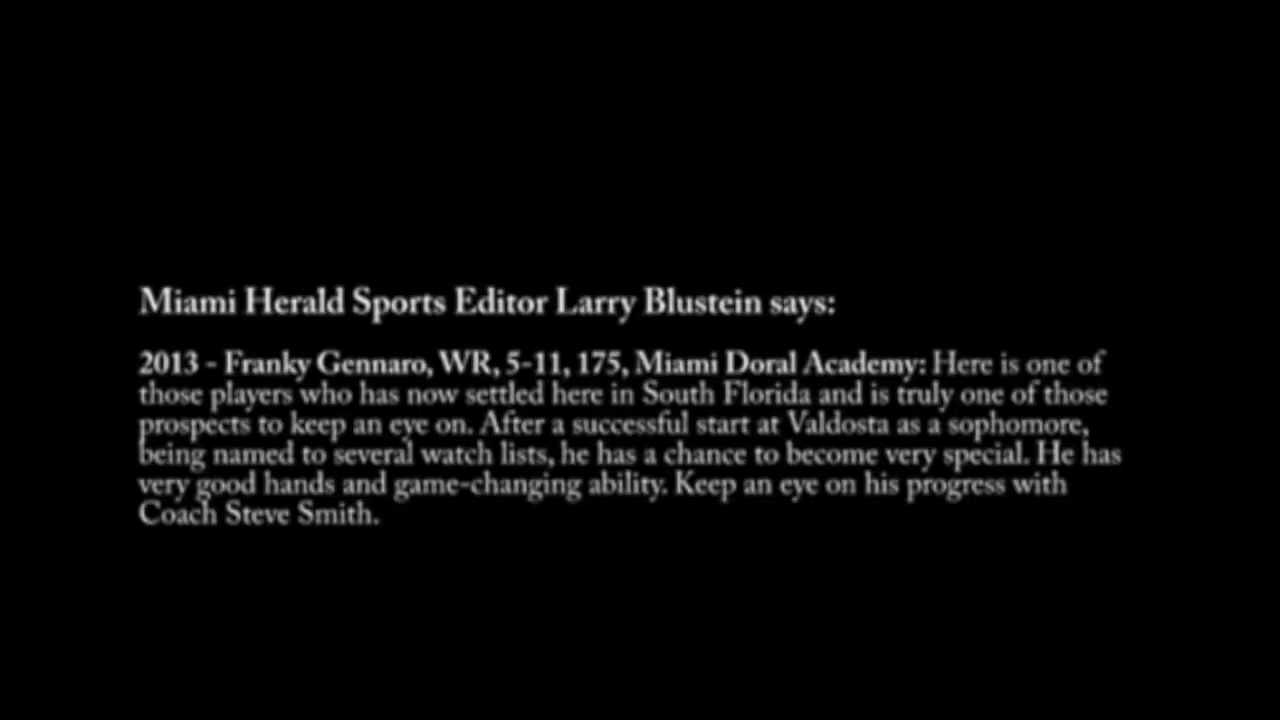 Miami Herald Sports Editor Larry Blustein says:
2013 - Franky Gennaro, WR, 5-11, 175, Miami Doral Academy: Here is one of
those players who has now settled here in South Florida and is truly one of those
prospects to keep an eye on. After a successful start at Valdosta as a sophomore,
being named to several watch lists, he has a chance to become very special. He has
very good hands and game-changing ability. Keep an eye on his progress with
Coach Steve Smith.